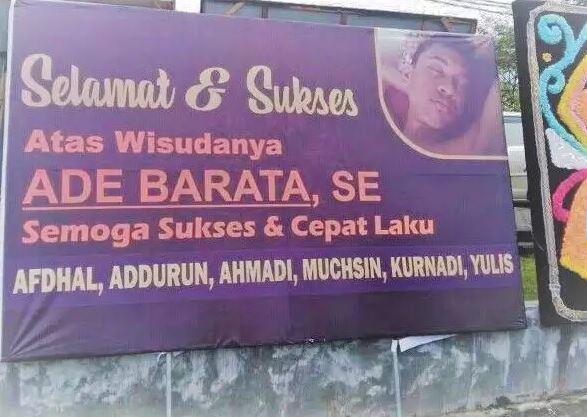 Selamat & Sukses
Atas Wisudanya
ADE BARATA, SE
Semoga Sukses & Cepat Laku
AFDHAL, ADDURUN, AHMADI, MUCHSIN, KURNADI, YULIS